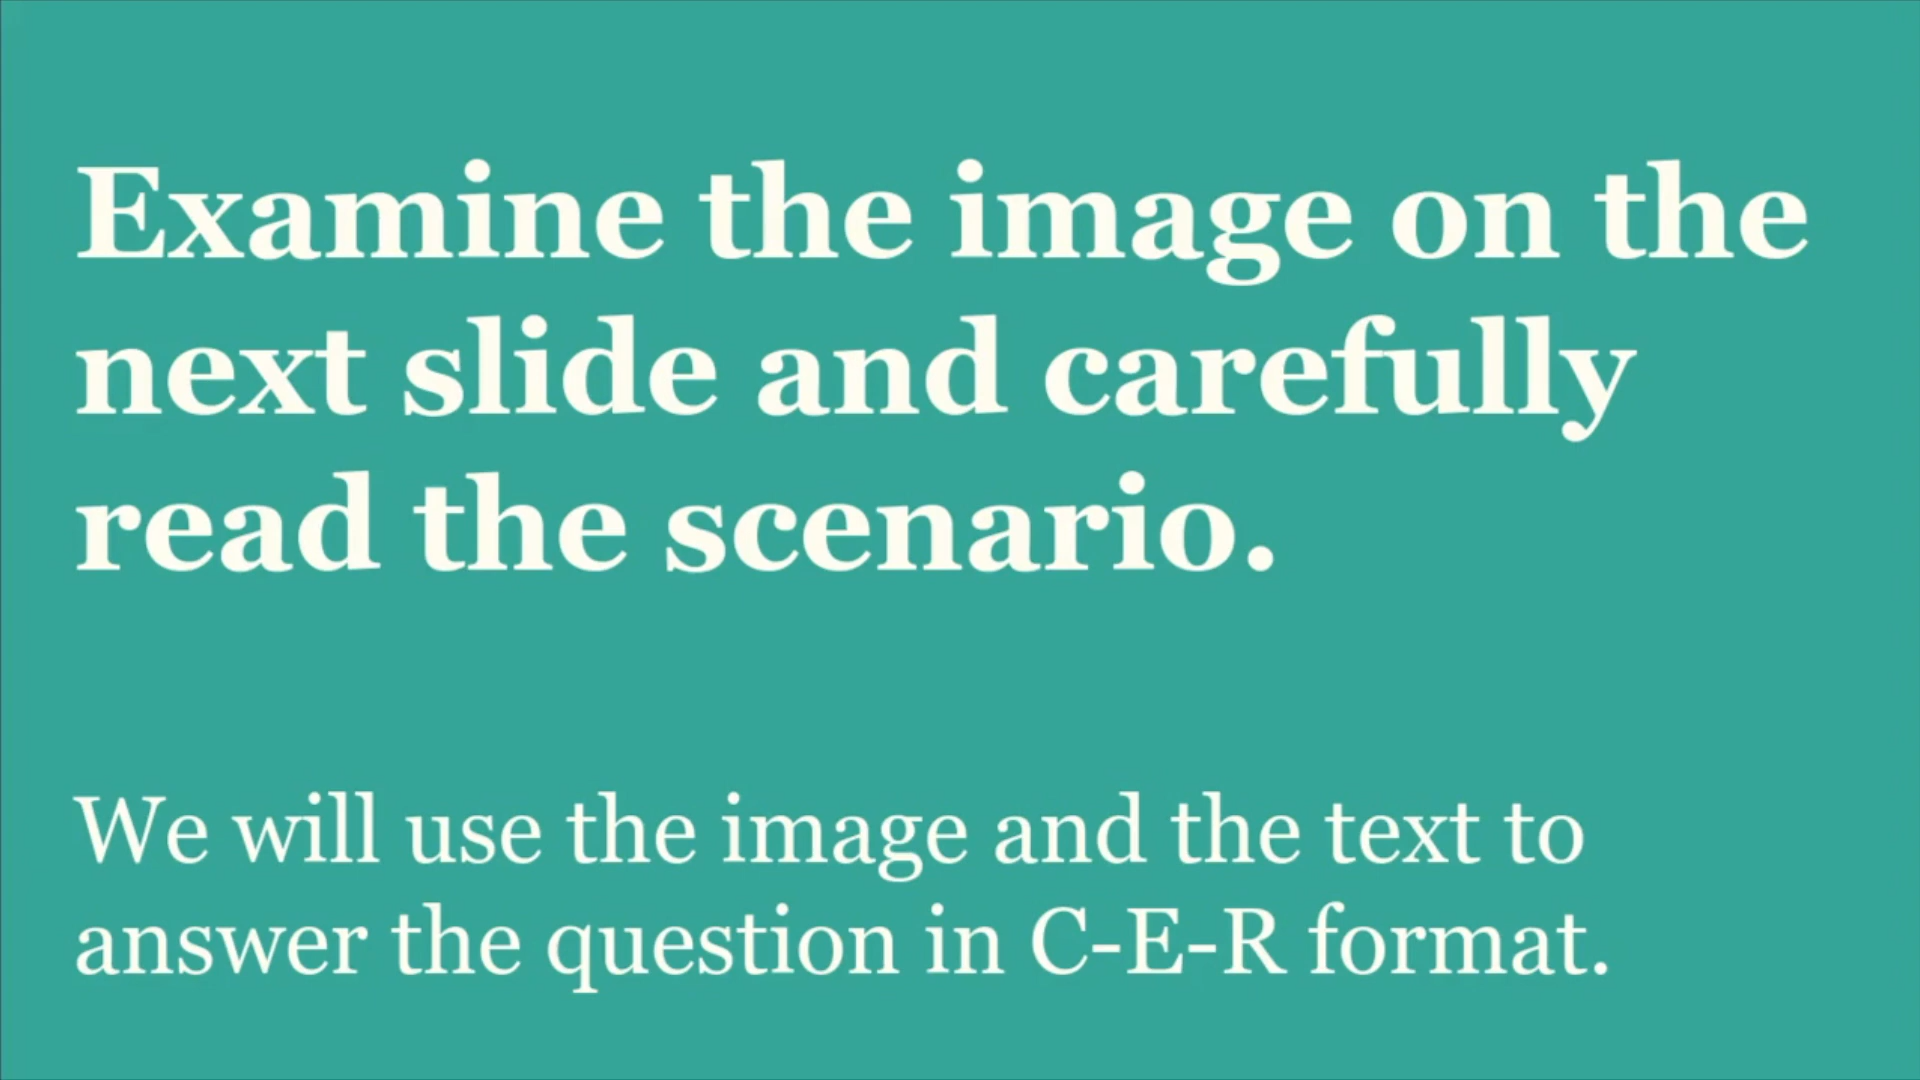 Examine the image on the
next slide and carefully
read the scenario.
We will use the image and the text to
answer the question in C-E-R format.